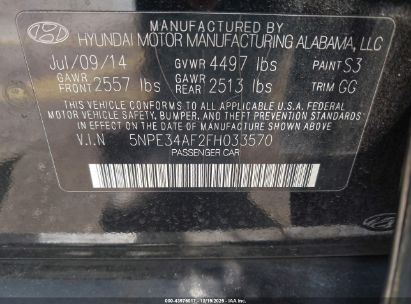 MANUFACTURED BY
HYUNDAI MOTOR MANUFACTURING ALABAMA, LLC
Jul/09/14 GVWR 4497 lbs PAINT S3
GAWR FRONT 2557 lbs GAWR REAR 2513 lbs TRIM GG
THIS VEHICLE CONFORMS TO ALL APPLICABLE U.S.A. FEDERAL
MOTOR VEHICLE SAFETY, BUMPER, AND THEFT PREVENTION
STANDARDS IN EFFECT ON THE DATE OF MANUFACTURE SHOWN ABOVE.
V.I.N 5NPE34AF2FH033570
PASSENGER CAR